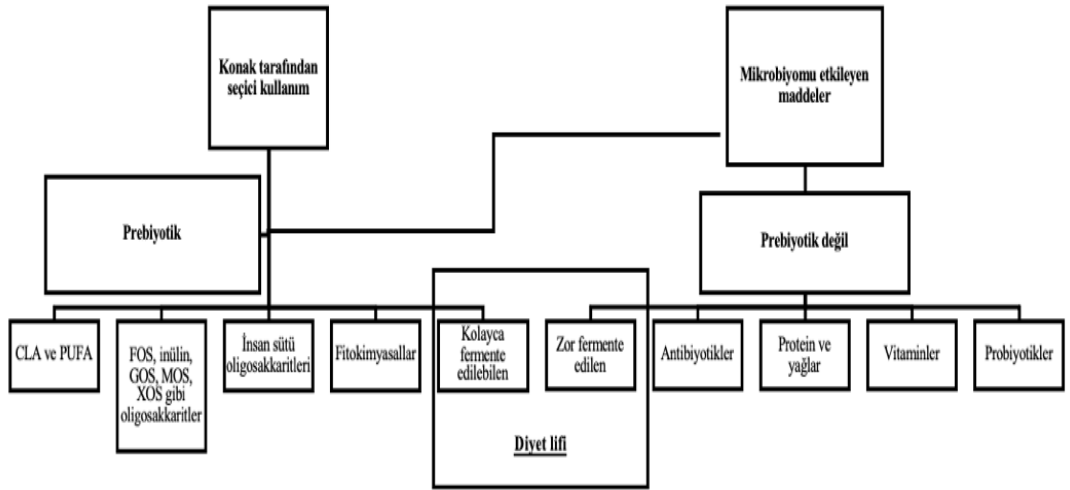 Konak tarafından
seçici kullanım
Mikrobiyomu etkileyen
maddeler
Prebiyotik
Prebiyotik değil
CLA ve PUFA
FOS, inülin,
GOS, MOS,
XOS gibi
oligosakkaritler
İnsan sütü
oligosakkaritleri
Fitokimyasallar
Kolayca
fermente
edilebilen
Zor fermente
edilen
Antibiyotikler
Protein ve
yağlar
Vitaminler
Probiyotikler
Diyet lifi